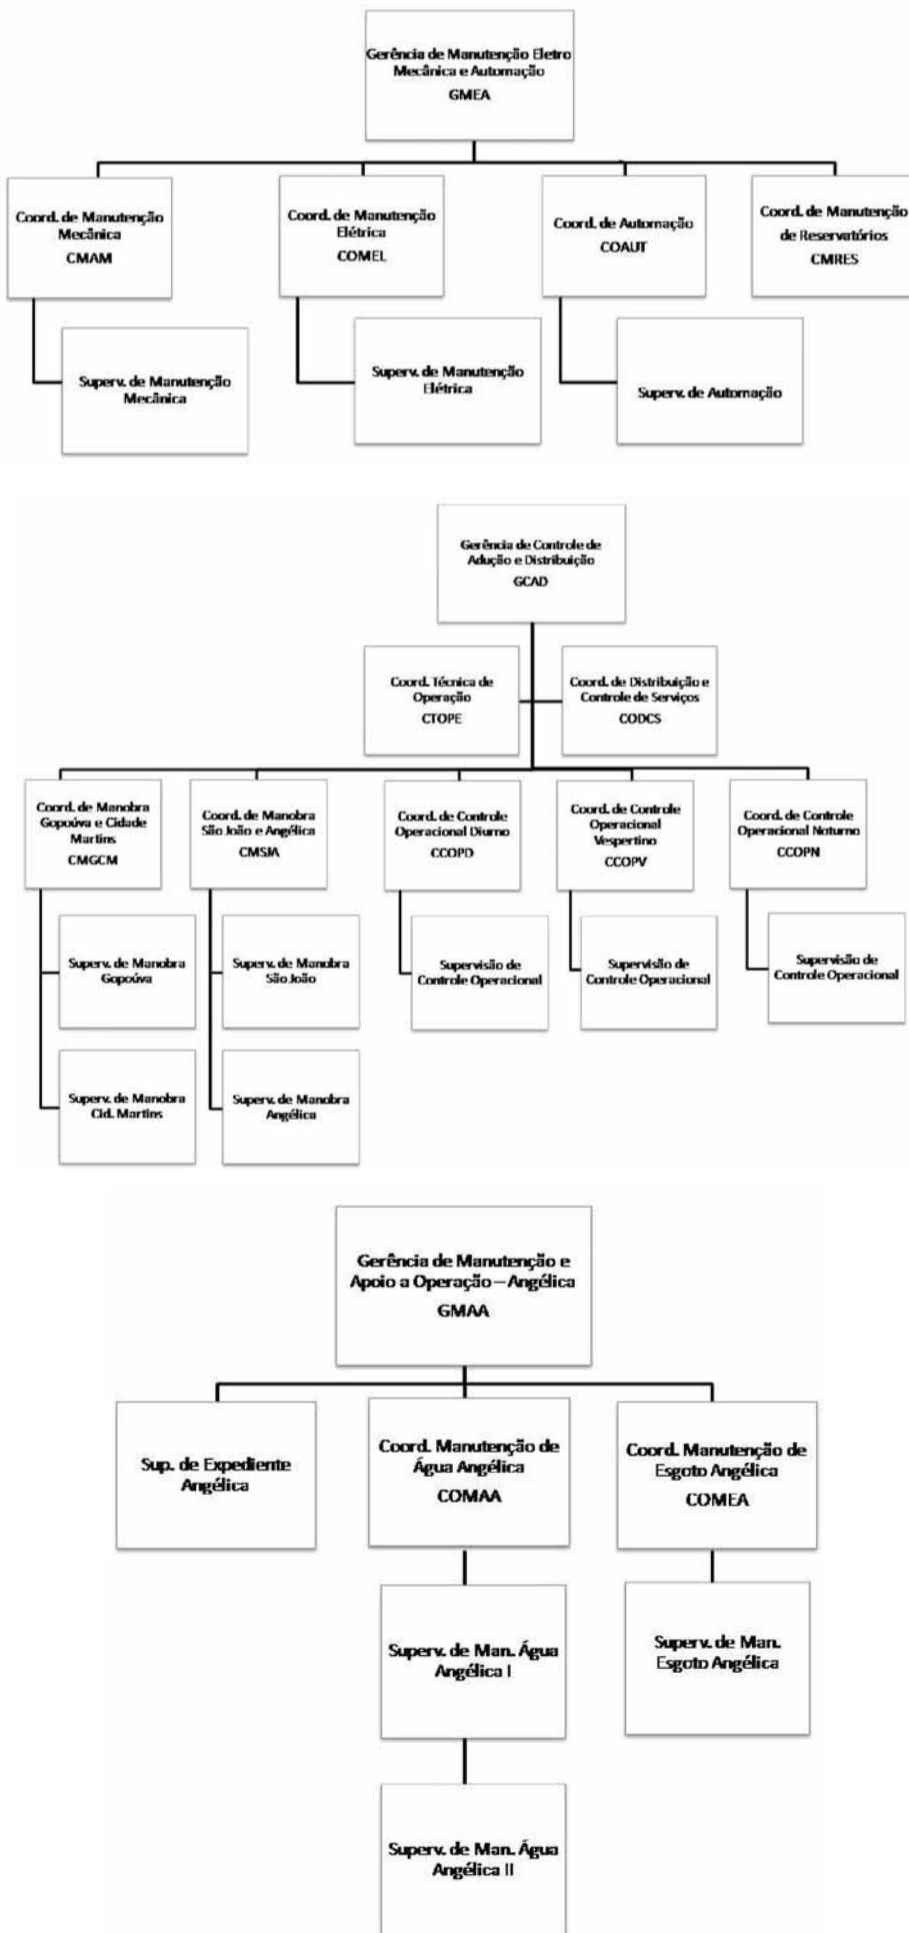 Gerência de Manutenção Eletro
Mecânica e Automação
GMEA
Coord. de Manutenção
Mecânica
CMAM
Coord. de Manutenção
Elétrica
COMEL
Coord. de Automação
COAUT
Coord. de Manutenção
de Reservatórios
CMRES
Superv. de Manutenção
Mecânica
Superv. de Manutenção
Elétrica
Superv. de Automação
Gerência de Controle de
Adução e Distribuição
GCAD
Coord. Técnica de
Operação
CTOPE
Coord. de Distribuição e
Controle de Serviços
CODCS
Coord. de Manobra
Gopoúva e Cidade
Martins
CMGCM
Coord. de Manobra
São João e Angélica
CMSJA
Coord. de Controle
Operacional Diurno
CCOPD
Coord. de Controle
Operacional
Vespertino
CCOPV
Coord. de Controle
Operacional Noturno
CCOPN
Superv. de Manobra
Gopoúva
Superv. de Manobra
São João
Supervisão de
Controle Operacional
Supervisão de
Controle Operacional
Supervisão de
Controle Operacional
Superv. de Manobra
Cid. Martins
Superv. de Manobra
Angélica
Gerência de Manutenção e
Apoio a Operação – Angélica
GMAA
Sup. de Expediente
Angélica
Coord. Manutenção de
Água Angélica
COMAA
Coord. Manutenção de
Esgoto Angélica
COMEA
Superv. de Man. Água
Angélica I
Superv. de Man.
Esgoto Angélica
Superv. de Man. Água
Angélica II